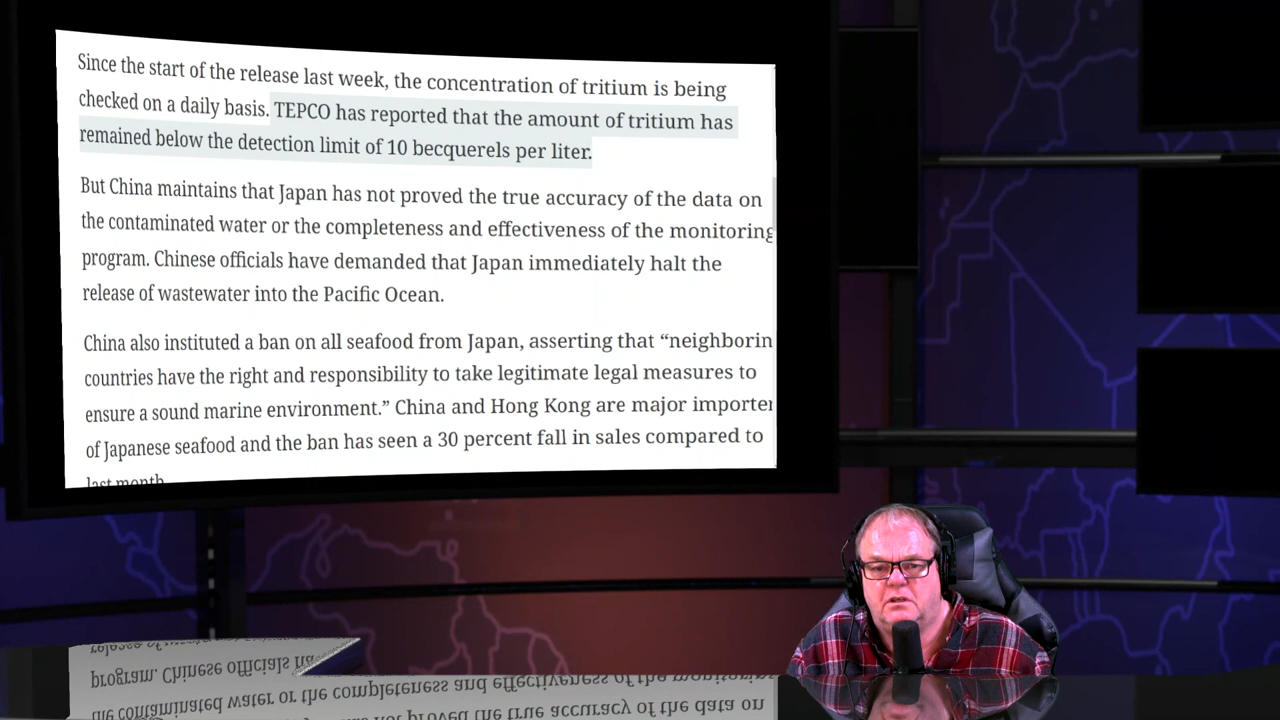 Since the start of the release last week, the concentration of tritium is being
checked on a daily basis. TEPCO has reported that the amount of tritium has
remained below the detection limit of 10 becquerels per liter.
But China maintains that Japan has not proved the true accuracy of the data on
the contaminated water or the completeness and effectiveness of the monitoring
program. Chinese officials have demanded that Japan immediately halt the
release of wastewater into the Pacific Ocean.
China also instituted a ban on all seafood from Japan, asserting that “neighborin
countries have the right and responsibility to take legitimate legal measures to
ensure a sound marine environment.” China and Hong Kong are major importer
of Japanese seafood and the ban has seen a 30 percent fall in sales compared to
last month